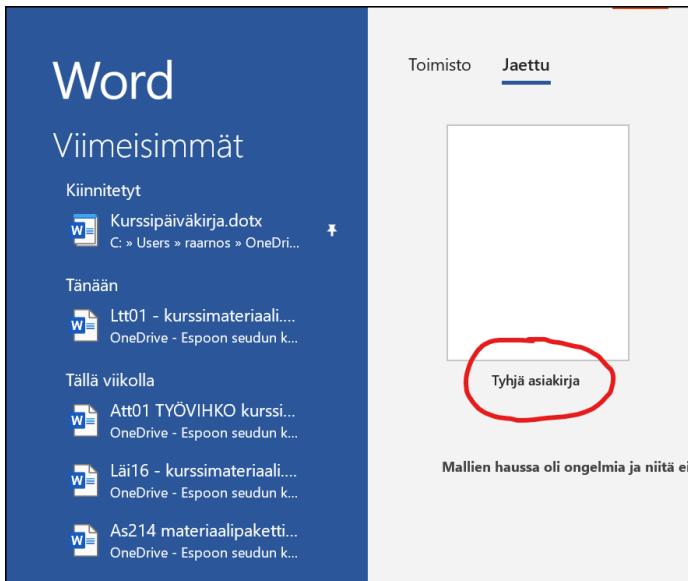 Word
Viimeisimmät
Kiinnitetyt
Kurssipäiväkirja.dotx
C: » Users » raarnos » OneDri...
Tänään
Ltt01 - kurssimateriaali....
OneDrive - Espoon seudun k...
Tällä viikolla
Att01 TYÖVIHKO kurssi...
OneDrive - Espoon seudun k...
Läi16 - kurssimateriaali....
OneDrive - Espoon seudun k...
As214 materiaalipaketti...
OneDrive - Espoon seudun k...
Toimisto Jaettu
Tyhjä asiakirja
Mallien haussa oli ongelmia ja niitä ei